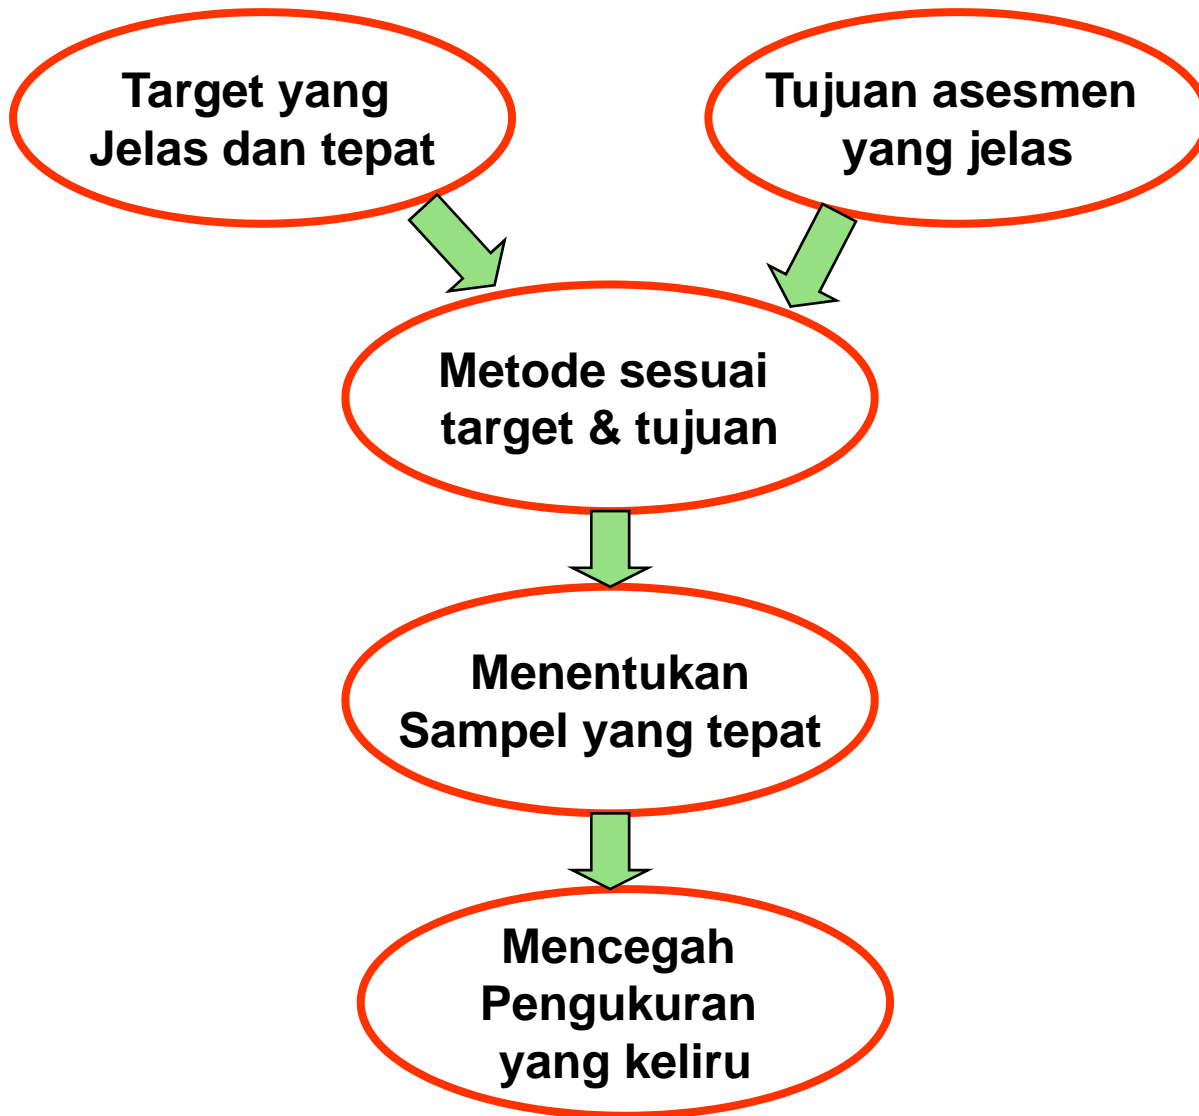 Target yang
Jelas dan tepat
Tujuan asesmen
yang jelas
Metode sesuai
target & tujuan
Menentukan
Sampel yang tepat
Mencegah
Pengukuran
yang keliru